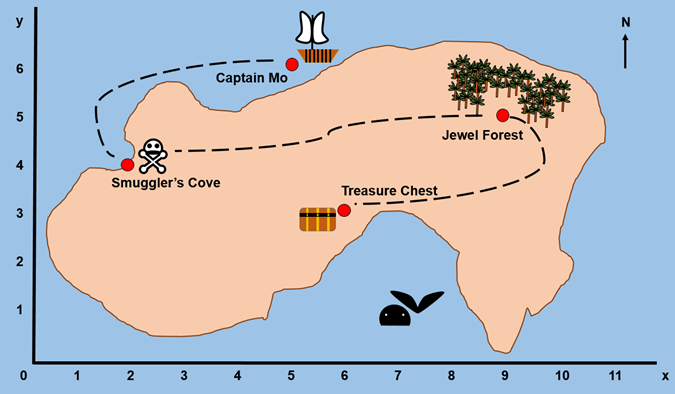 y
N
6
Captain Mo
5
Jewel Forest
4
Smuggler's Cove
Treasure Chest
3
2
1
0 1 2 3 4 5 6 7 8 9 10 11 x